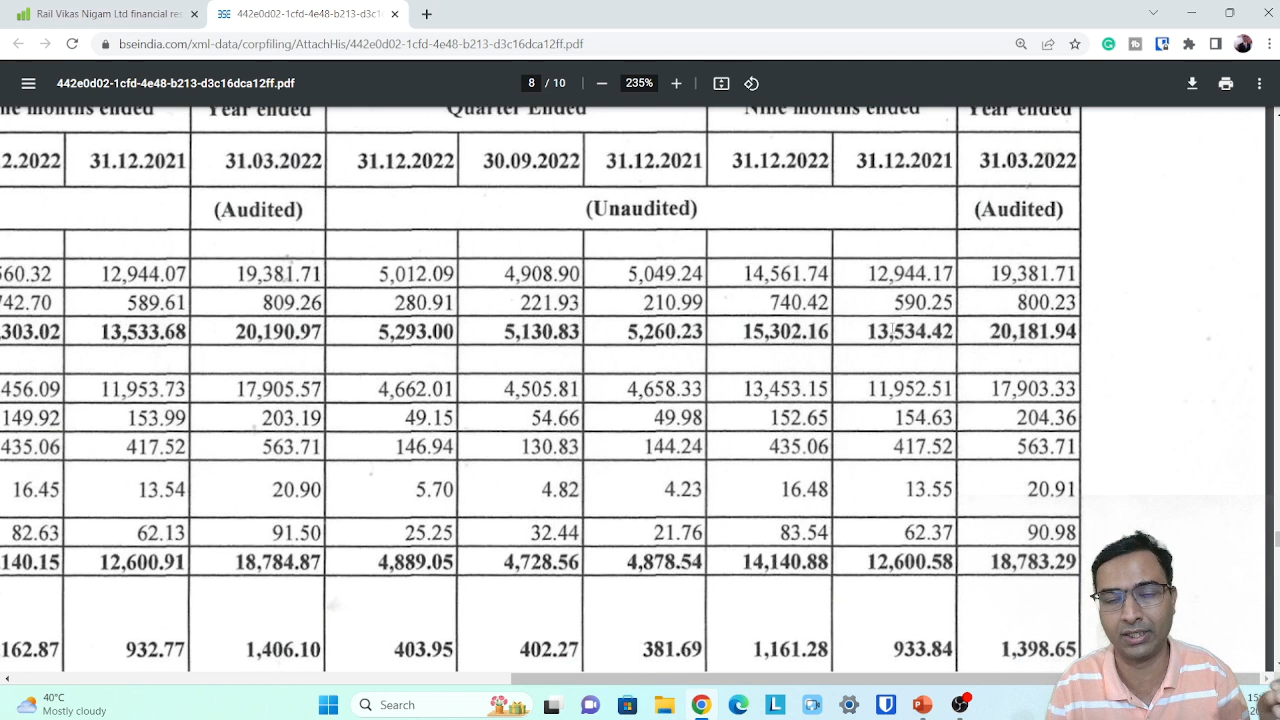 Rail Vikas Nigam Ltd financial res
442e0d02-1cfd-4e48-b213-d3c1
bseindia.com/xml-data/corpfiling/AttachHis/442e0d02-1cfd-4e48-b213-d3c16dca12ff.pdf
442e0d02-1cfd-4e48-b213-d3c16dca12ff.pdf 8 / 10 235%
months ended Year ended Quarter Ended Nine months ended Year ended
2.2022 31.12.2021 31.03.2022 31.12.2022 30.09.2022 31.12.2021 31.12.2022 31.12.2021 31.03.2022
(Audited) (Unaudited) (Audited)
560.32 12,944.07 19,381.71 5,012.09 4,908.90 5,049.24 14,561.74 12,944.17 19,381.71
742.70 589.61 809.26 280.91 221.93 210.99 740.42 590.25 800.23
,303.02 13,533.68 20,190.97 5,293.00 5,130.83 5,260.23 15,302.16 13,534.42 20,181.94
456.09 11,953.73 17,905.57 4,662.01 4,505.81 4,658.33 13,453.15 11,952.51 17,903.33
149.92 153.99 203.19 49.15 54.66 49.98 152.65 154.63 204.36
435.06 417.52 563.71 146.94 130.83 144.24 435.06 417.52 563.71
16.45 13.54 20.90 5.70 4.82 4.23 16.48 13.55 20.91
82.63 62.13 91.50 25.25 32.44 21.76 83.54 62.37 90.98
,140.15 12,600.91 18,784.87 4,889.05 4,728.56 4,878.54 14,140.88 12,600.58 18,783.29
162.87 932.77 1,406.10 403.95 402.27 381.69 1,161.28 933.84 1,398.65
40°C
Mostly cloudy
Search